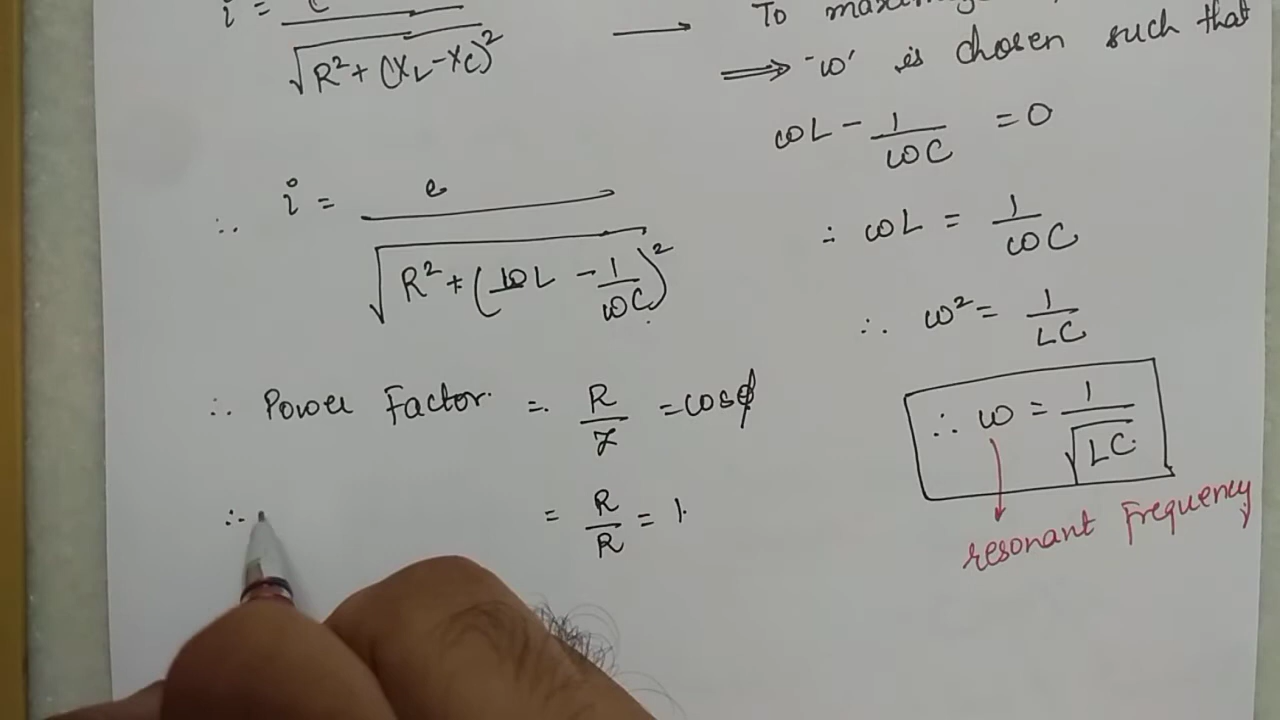 i = e / √R² + (XL - XC)²
⟶ To
⟹ 'ω' is chosen such that
ωL - 1/ωC = 0
∴ i = e / √R² + (ωL - 1/ωC)²
∴ ωL = 1/ωC
∴ ω² = 1/LC
∴ Power Factor = R/Z = cosφ
∴ ω = 1/√LC
resonant Frequency
∴ = R/R = 1.